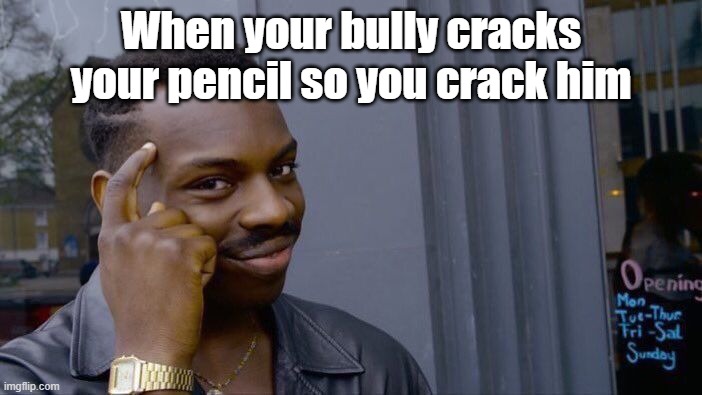 When your bully cracks
your pencil so you crack him
Opening
Mon
Tue-Thur
Fri-Sat
Sunday
imgflip.com